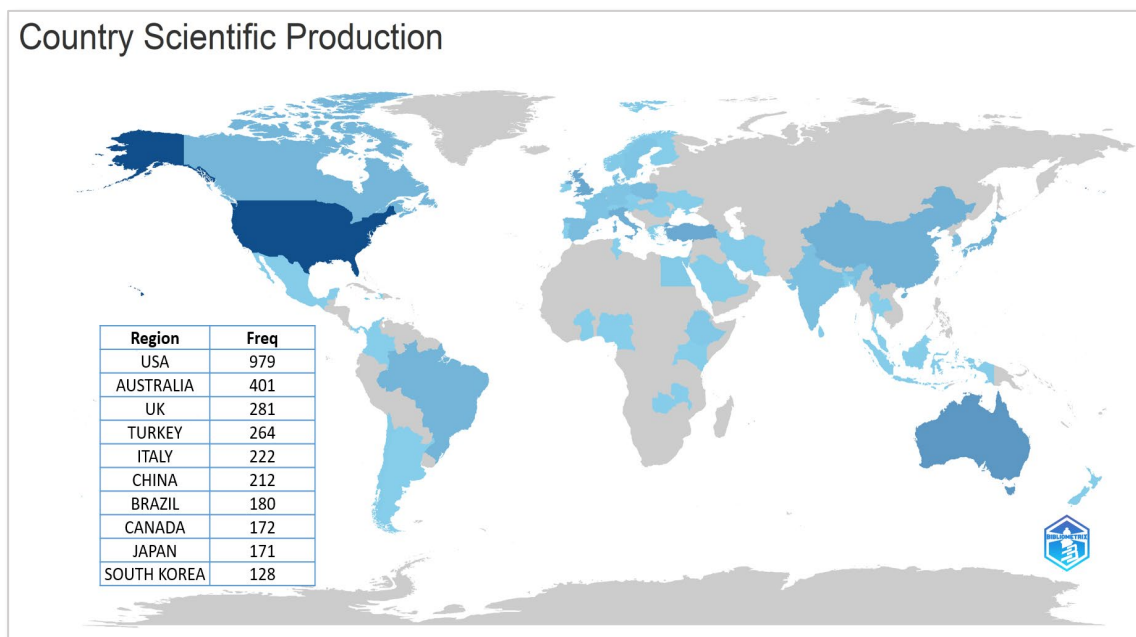 Country Scientific Production
Region Freq
USA 979
AUSTRALIA 401
UK 281
TURKEY 264
ITALY 222
CHINA 212
BRAZIL 180
CANADA 172
JAPAN 171
SOUTH KOREA 128
BIBLIOMETRIX